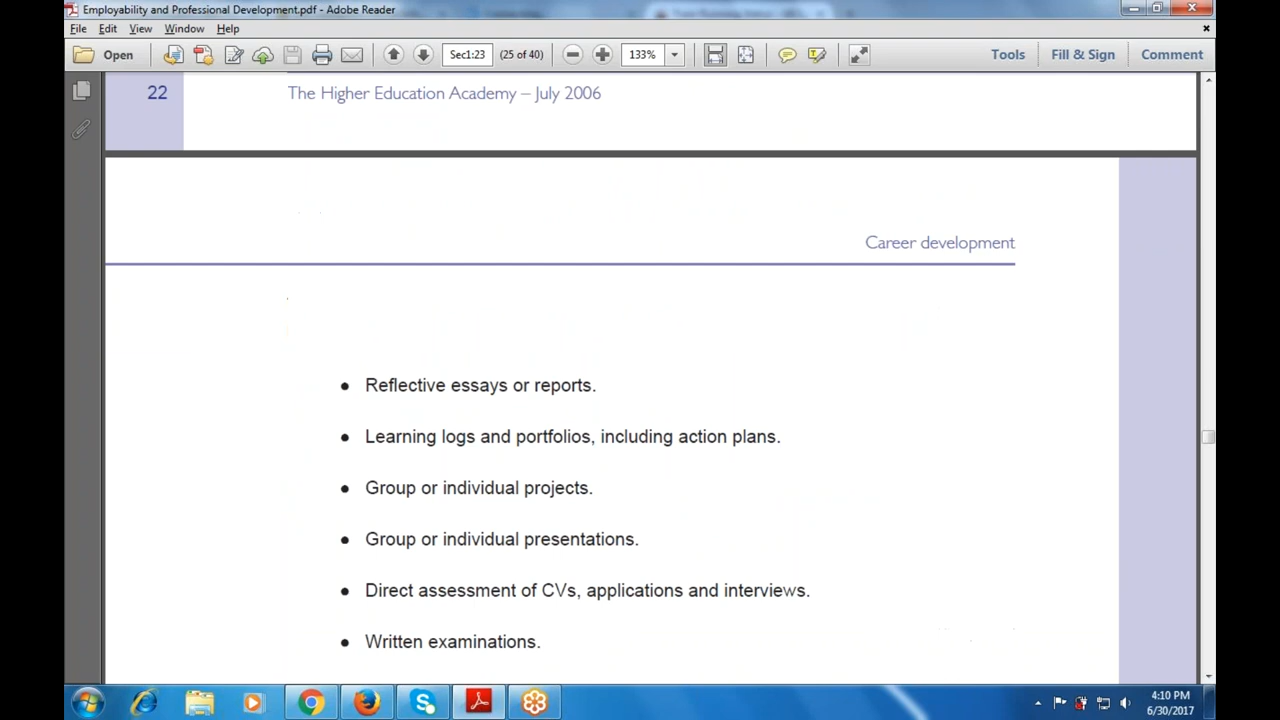 Employability and Professional Development.pdf - Adobe Reader
File Edit View Window Help
Open Sec1:23 (25 of 40) 133% Tools Fill & Sign Comment
22 The Higher Education Academy – July 2006
Career development
• Reflective essays or reports.
• Learning logs and portfolios, including action plans.
• Group or individual projects.
• Group or individual presentations.
• Direct assessment of CVs, applications and interviews.
• Written examinations.
4:10 PM
6/30/2017